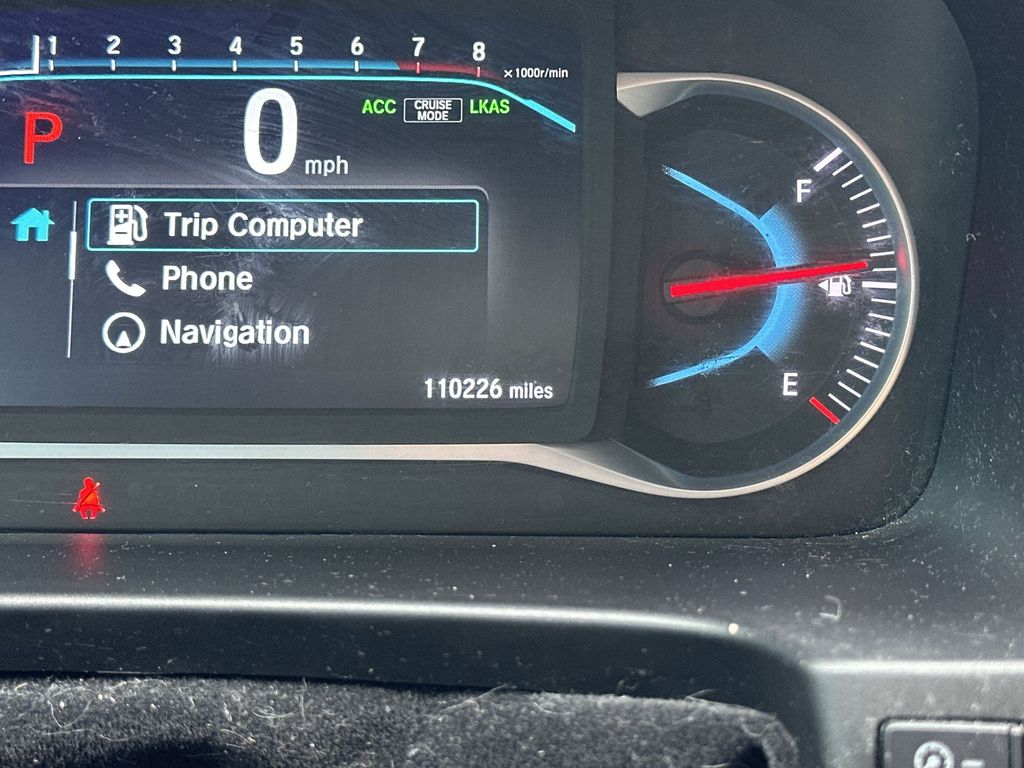 1 2 3 4 5 6 7 8
×1000r/min
P
0 mph
ACC CRUISE MODE LKAS
Trip Computer
Phone
Navigation
110226 miles
F
E